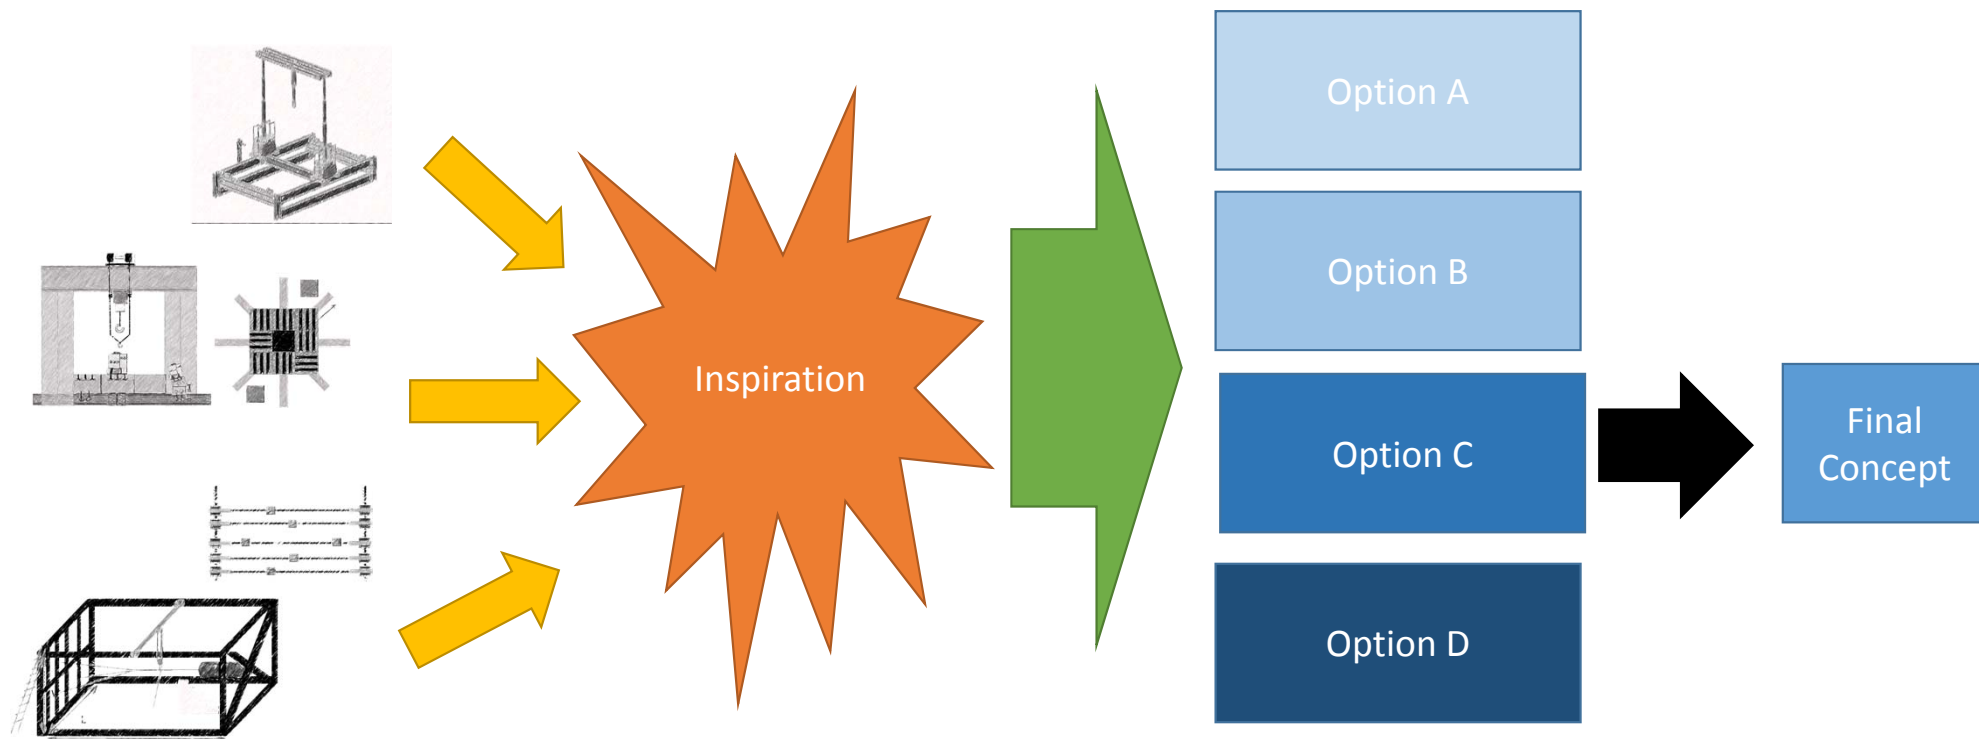 Inspiration
Option A
Option B
Option C
Option D
Final
Concept